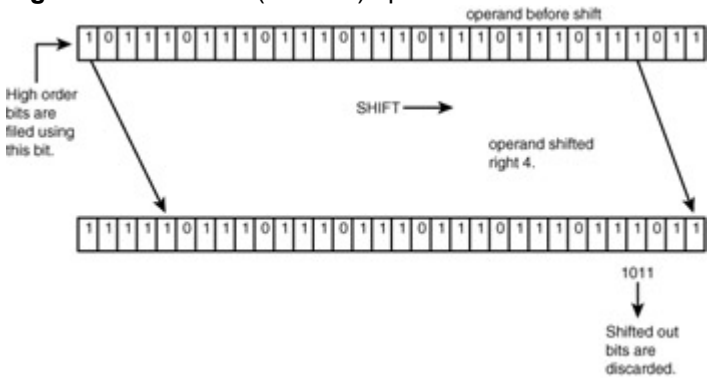 operand before shift
1 0 1 1 1 0 1 1 1 0 1 1 1 0 1 1 1 0 1 1 1 0 1 1 1 0 1 1 1 0 1 1
High order
bits are
filed using
this bit.
SHIFT
operand shifted
right 4.
1 1 1 1 1 0 1 1 1 0 1 1 1 0 1 1 1 0 1 1 1 0 1 1 1 0 1 1 1 0 1 1
1011
Shifted out
bits are
discarded.